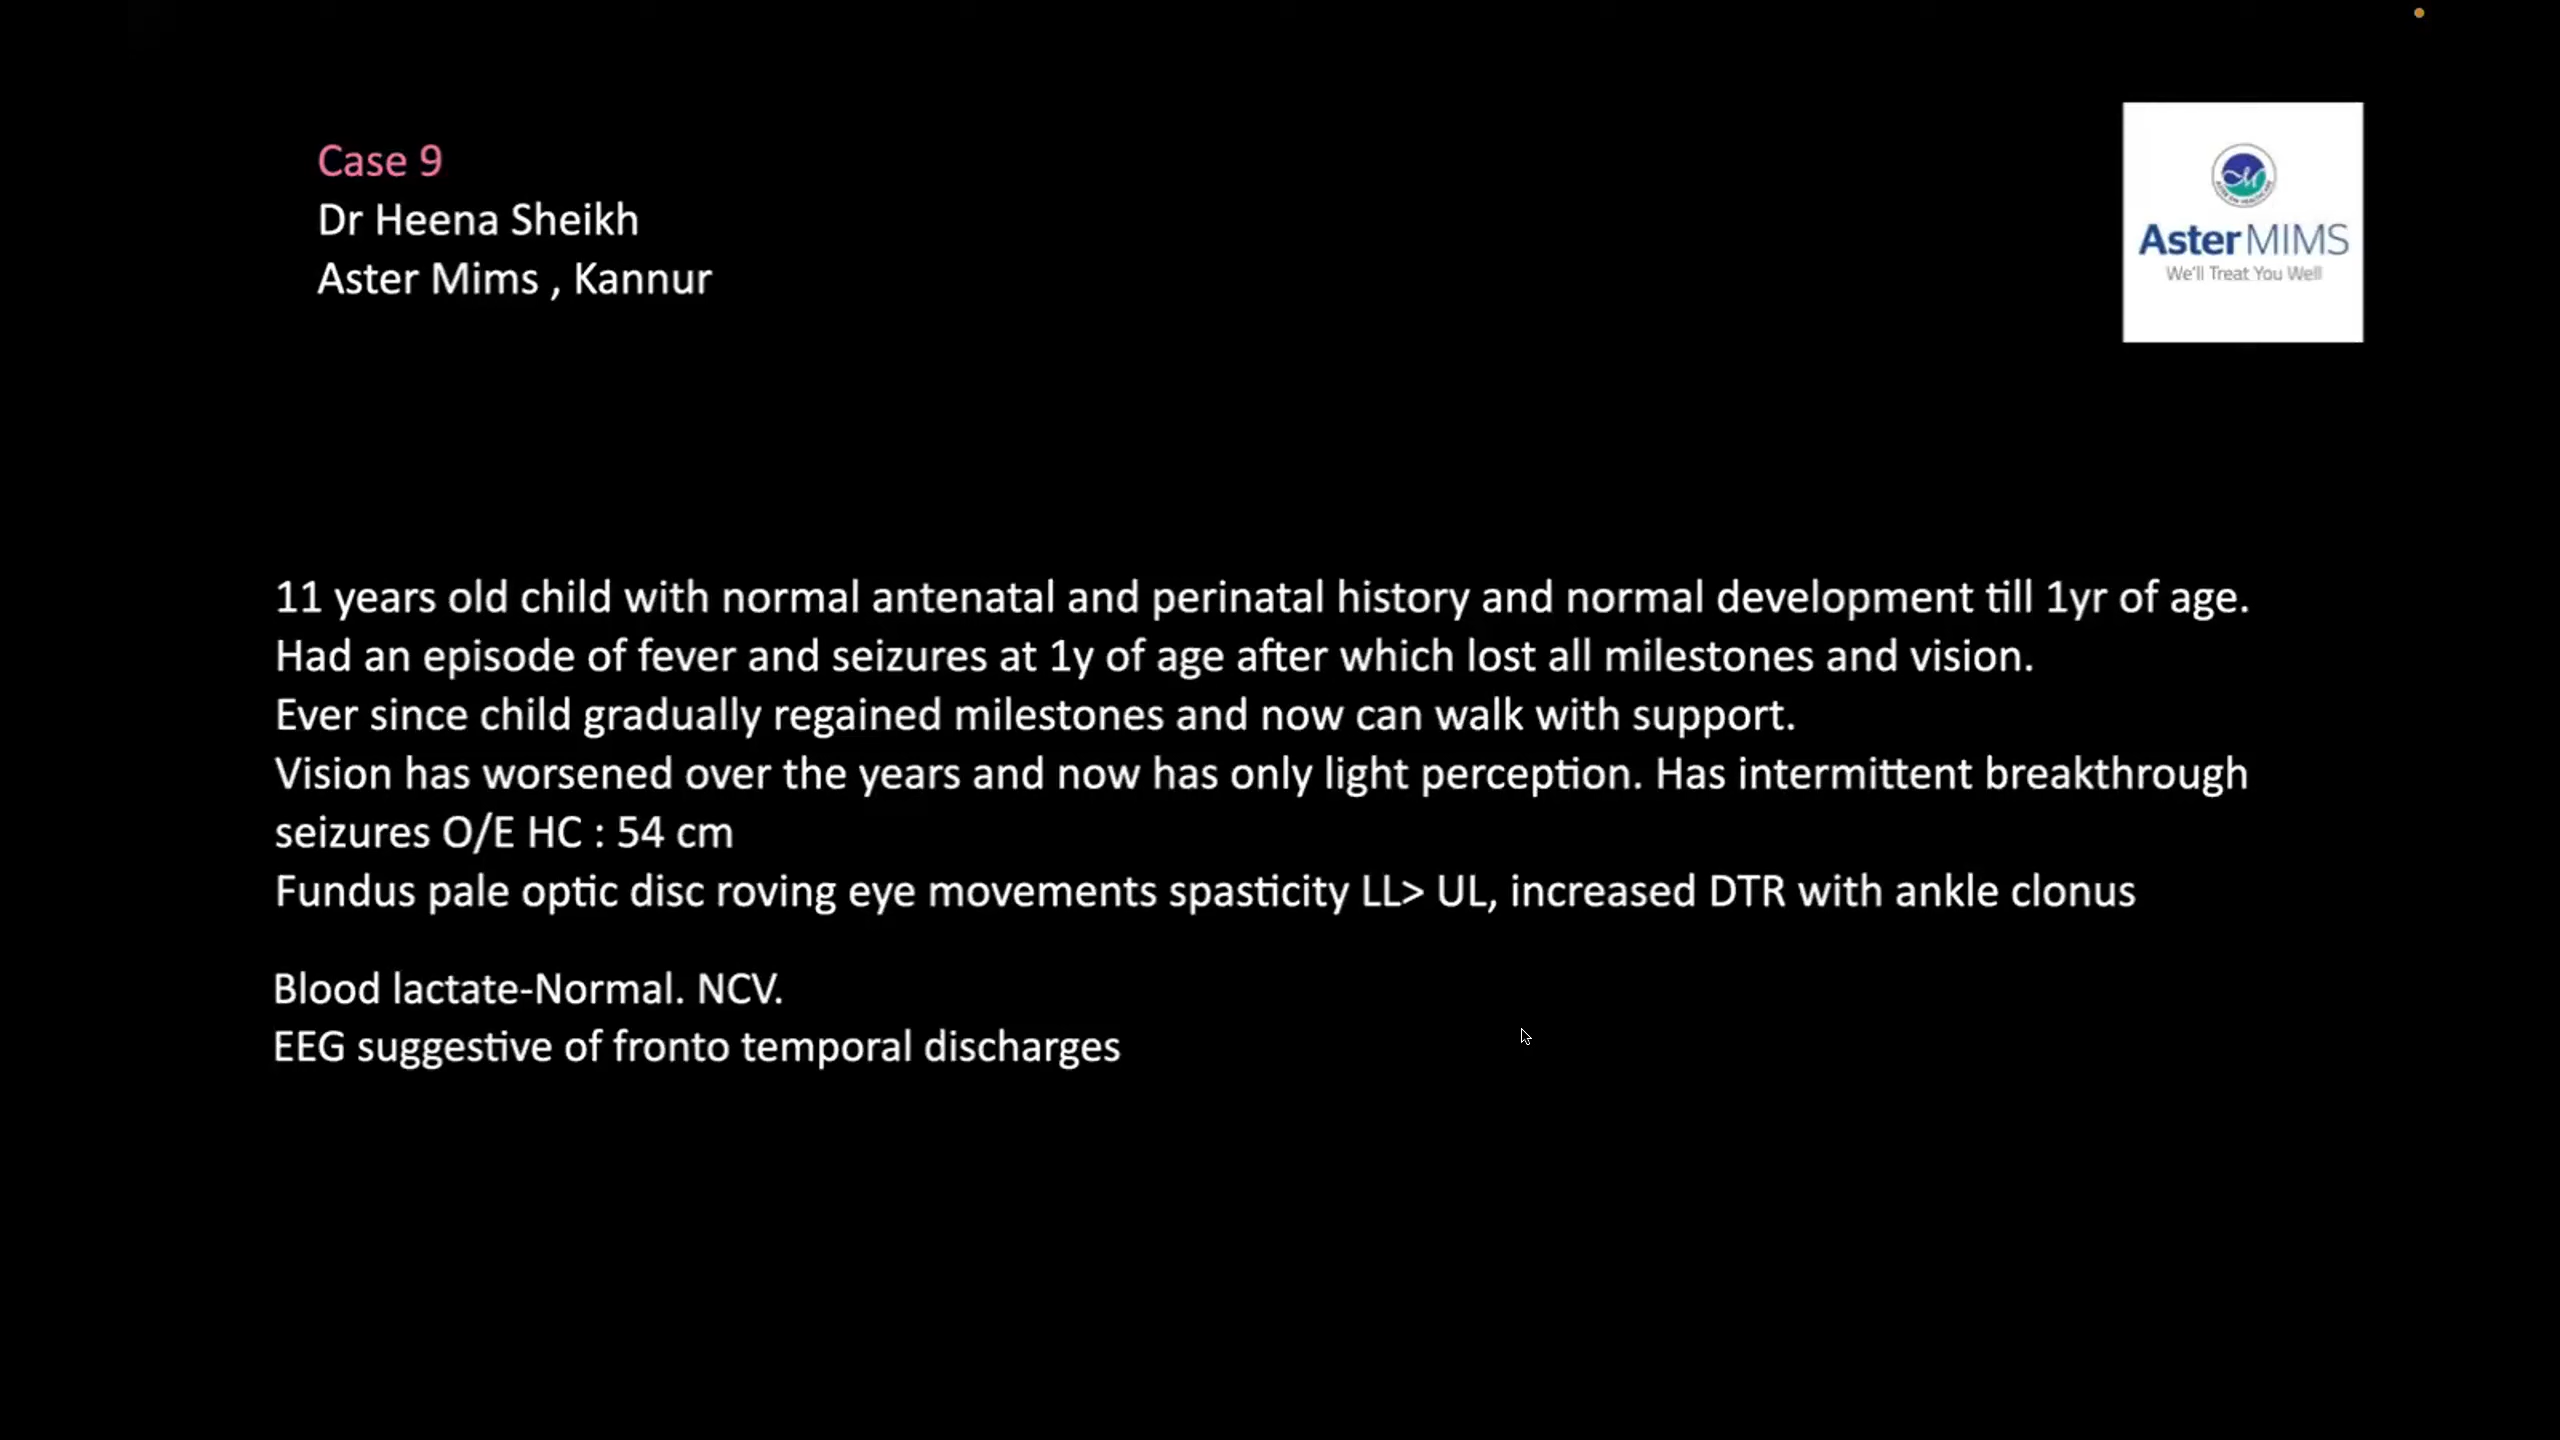 Case 9
Dr Heena Sheikh
Aster Mims , Kannur
Aster MIMS
We'll Treat You Well
11 years old child with normal antenatal and perinatal history and normal development till 1yr of age.
Had an episode of fever and seizures at 1y of age after which lost all milestones and vision.
Ever since child gradually regained milestones and now can walk with support.
Vision has worsened over the years and now has only light perception. Has intermittent breakthrough
seizures O/E HC : 54 cm
Fundus pale optic disc roving eye movements spasticity LL> UL, increased DTR with ankle clonus
Blood lactate-Normal. NCV.
EEG suggestive of fronto temporal discharges